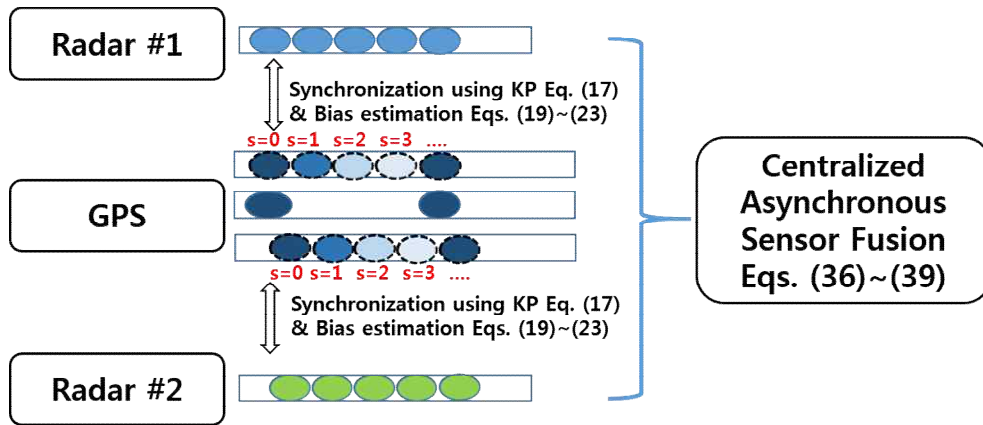 Radar #1
Synchronization using KP Eq. (17)
& Bias estimation Eqs. (19)~(23)
s=0 s=1 s=2 s=3 ....
GPS
s=0 s=1 s=2 s=3 ....
Synchronization using KP Eq. (17)
& Bias estimation Eqs. (19)~(23)
Radar #2
Centralized
Asynchronous
Sensor Fusion
Eqs. (36)~(39)